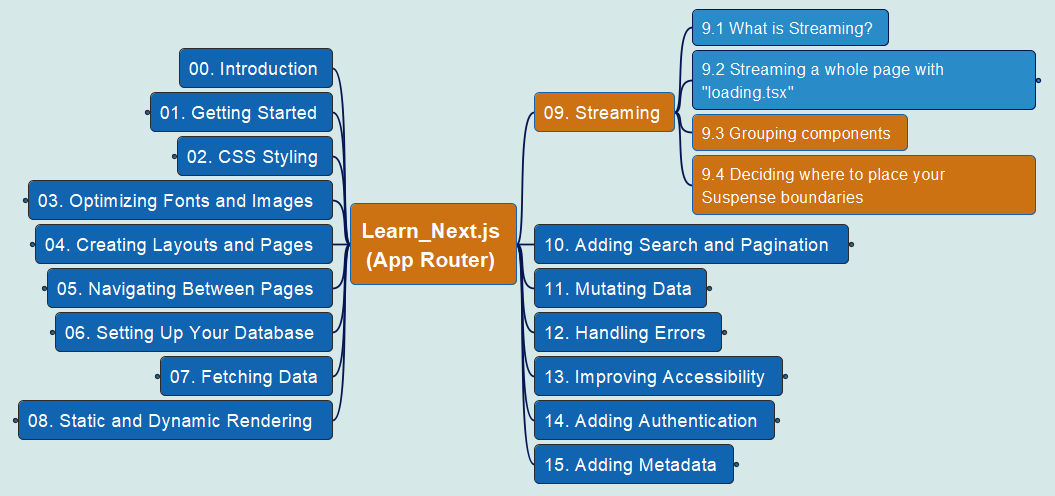 Learn_Next.js
(App Router)
00. Introduction
01. Getting Started
02. CSS Styling
03. Optimizing Fonts and Images
04. Creating Layouts and Pages
05. Navigating Between Pages
06. Setting Up Your Database
07. Fetching Data
08. Static and Dynamic Rendering
09. Streaming
9.1 What is Streaming?
9.2 Streaming a whole page with
"loading.tsx"
9.3 Grouping components
9.4 Deciding where to place your
Suspense boundaries
10. Adding Search and Pagination
11. Mutating Data
12. Handling Errors
13. Improving Accessibility
14. Adding Authentication
15. Adding Metadata